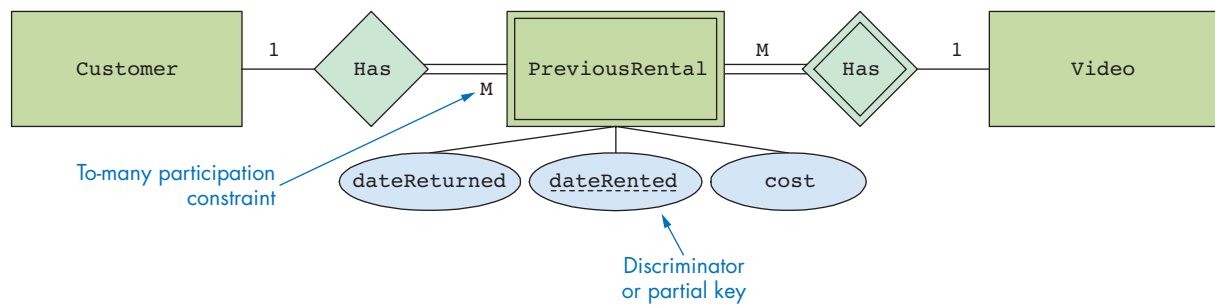 1
M
1
Customer
Has
PreviousRental
Has
Video
M
To-many participation
constraint
dateReturned
dateRented
cost
Discriminator
or partial key